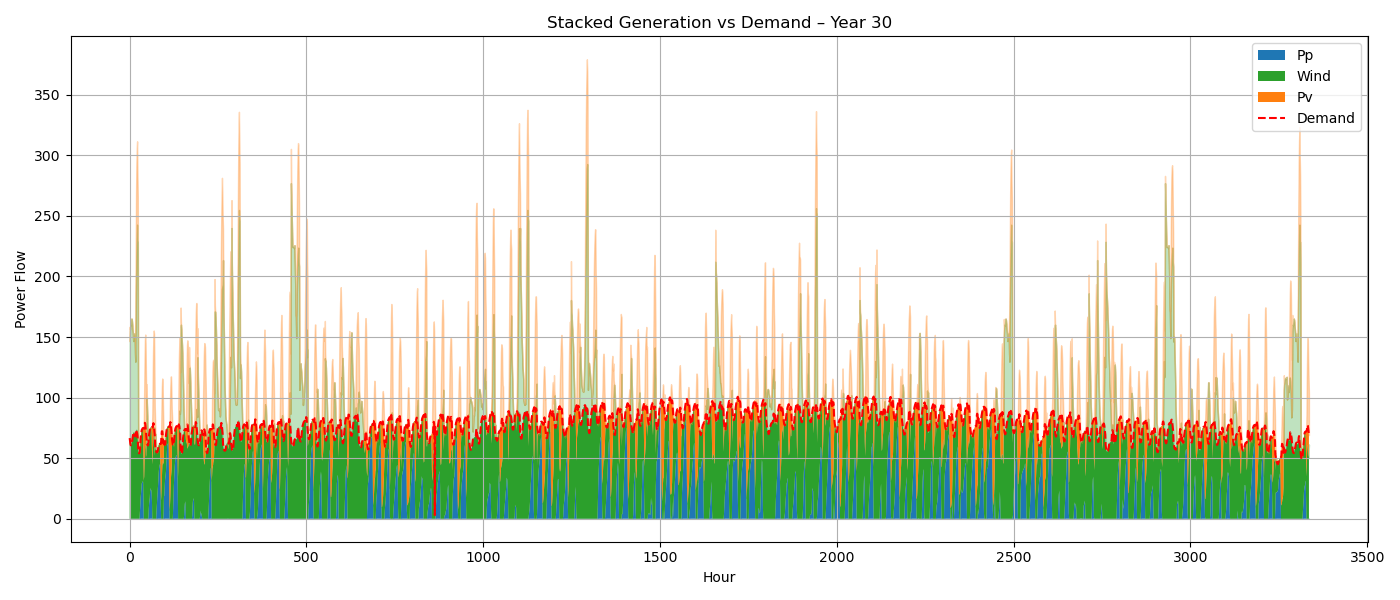 Stacked Generation vs Demand – Year 30
Power Flow
350
300
250
200
150
100
50
0
0 500 1000 1500 2000 2500 3000 3500
Hour
Pp
Wind
Pv
Demand